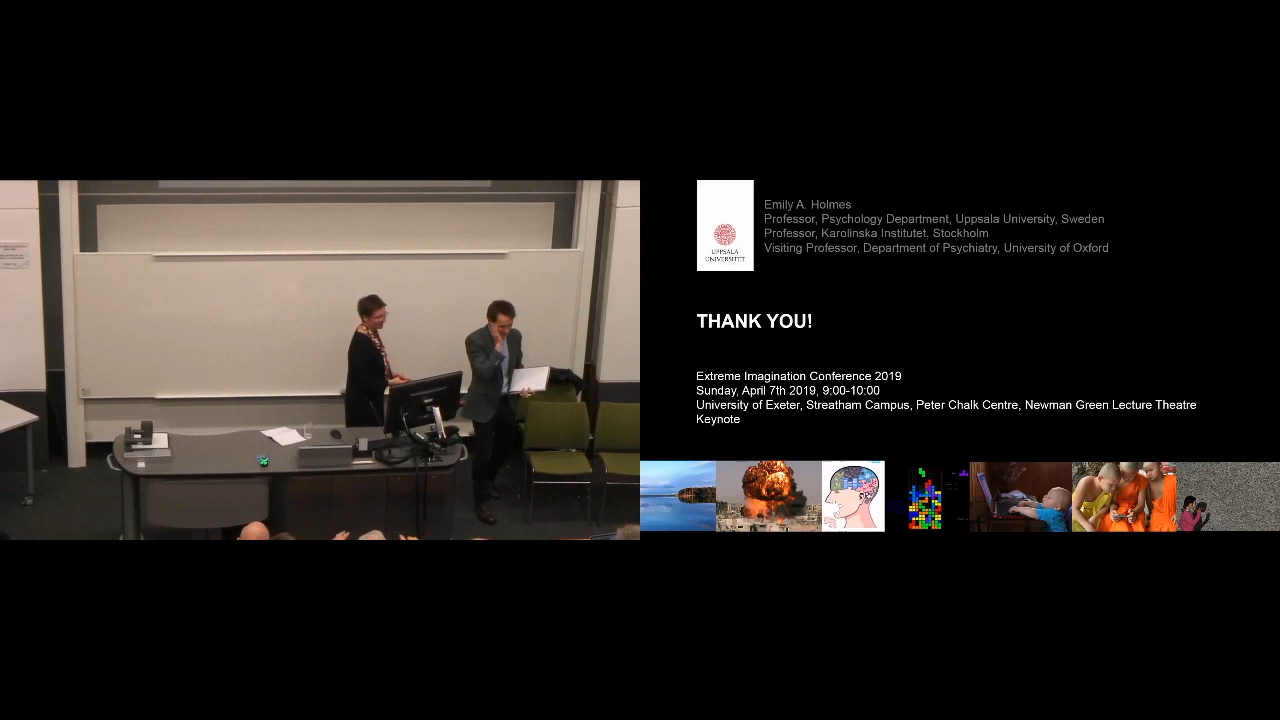 UPPSALA
UNIVERSITET
Emily A. Holmes
Professor, Psychology Department, Uppsala University, Sweden
Professor, Karolinska Institutet, Stockholm
Visiting Professor, Department of Psychiatry, University of Oxford
THANK YOU!
Extreme Imagination Conference 2019
Sunday, April 7th 2019, 9:00-10:00
University of Exeter, Streatham Campus, Peter Chalk Centre, Newman Green Lecture Theatre
Keynote